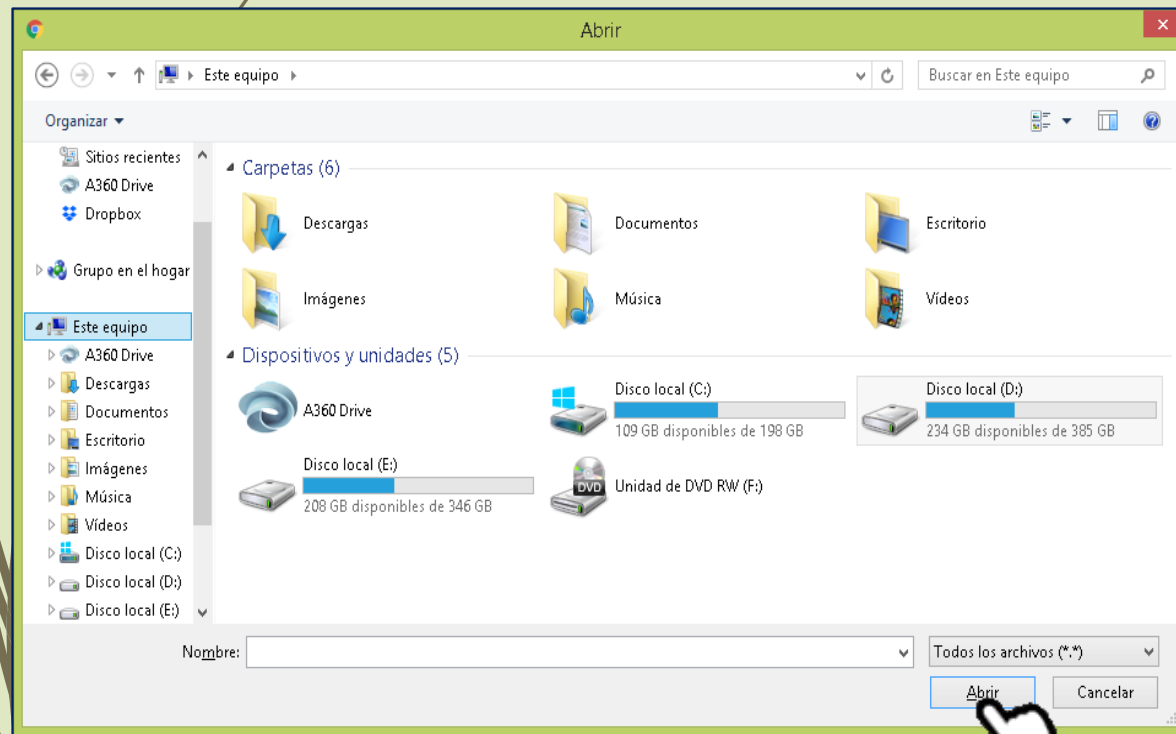 Abrir
Este equipo
Buscar en Este equipo
Organizar
Sitios recientes
A360 Drive
Dropbox
Grupo en el hogar
Este equipo
A360 Drive
Descargas
Documentos
Escritorio
Imágenes
Música
Vídeos
Disco local (C:)
Disco local (D:)
Disco local (E:)
Carpetas (6)
Descargas
Documentos
Escritorio
Imágenes
Música
Vídeos
Dispositivos y unidades (5)
A360 Drive
Disco local (C:)
109 GB disponibles de 198 GB
Disco local (D:)
234 GB disponibles de 385 GB
Disco local (E:)
208 GB disponibles de 346 GB
DVD
Unidad de DVD RW (F:)
Nombre:
Todos los archivos (*.*)
Abrir
Cancelar